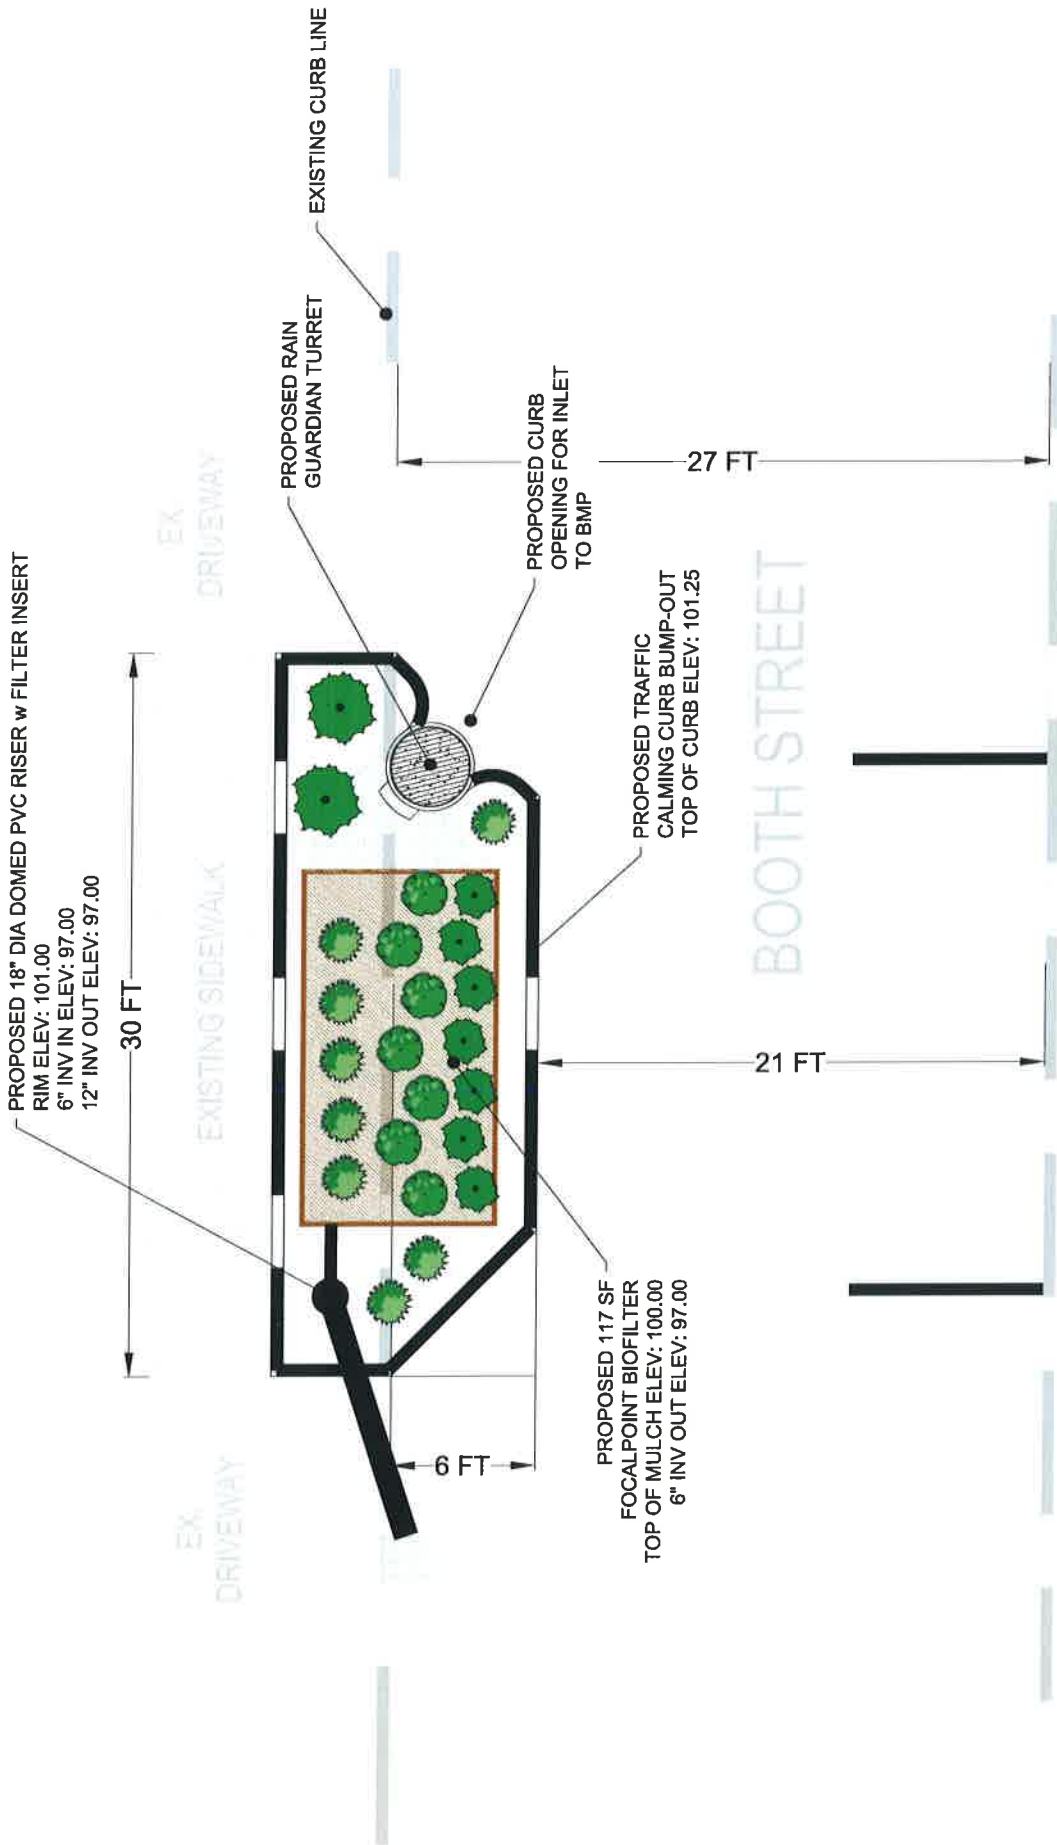 PROPOSED 18" DIA DOMED PVC RISER w FILTER INSERT
RIM ELEV: 101.00
6" INV IN ELEV: 97.00
12" INV OUT ELEV: 97.00
30 FT
EX.
DRIVEWAY
EXISTING SIDEWALK
EX
DRIVEWAY
PROPOSED RAIN
GUARDIAN TURRET
EXISTING CURB LINE
PROPOSED CURB
OPENING FOR INLET
TO BMP
27 FT
6 FT
PROPOSED 117 SF
FOCALPOINT BIOFILTER
TOP OF MULCH ELEV: 100.00
6" INV OUT ELEV: 97.00
PROPOSED TRAFFIC
CALMING CURB BUMP-OUT
TOP OF CURB ELEV: 101.25
21 FT
BOOTH STREET